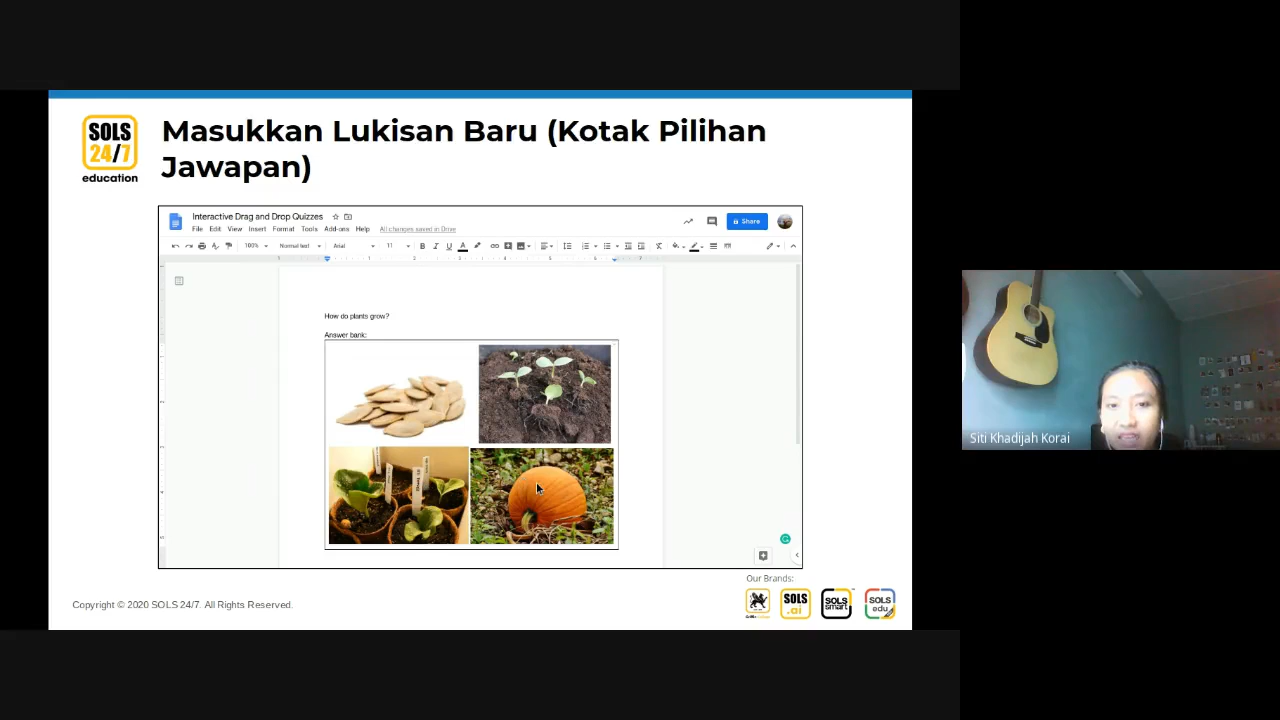 SOLS
24/7
education
Masukkan Lukisan Baru (Kotak Pilihan
Jawapan)
Interactive Drag and Drop Quizzes
Share
File Edit View Insert Format Tools Add-ons Help All changes saved in Drive
100% Normal text Arial 11
How do plants grow?
Answer bank:
Siti Khadijah Korai
Our Brands:
SOLS
.ai
SOLS
smart
SOLS
edu
Copyright © 2020 SOLS 24/7. All Rights Reserved.